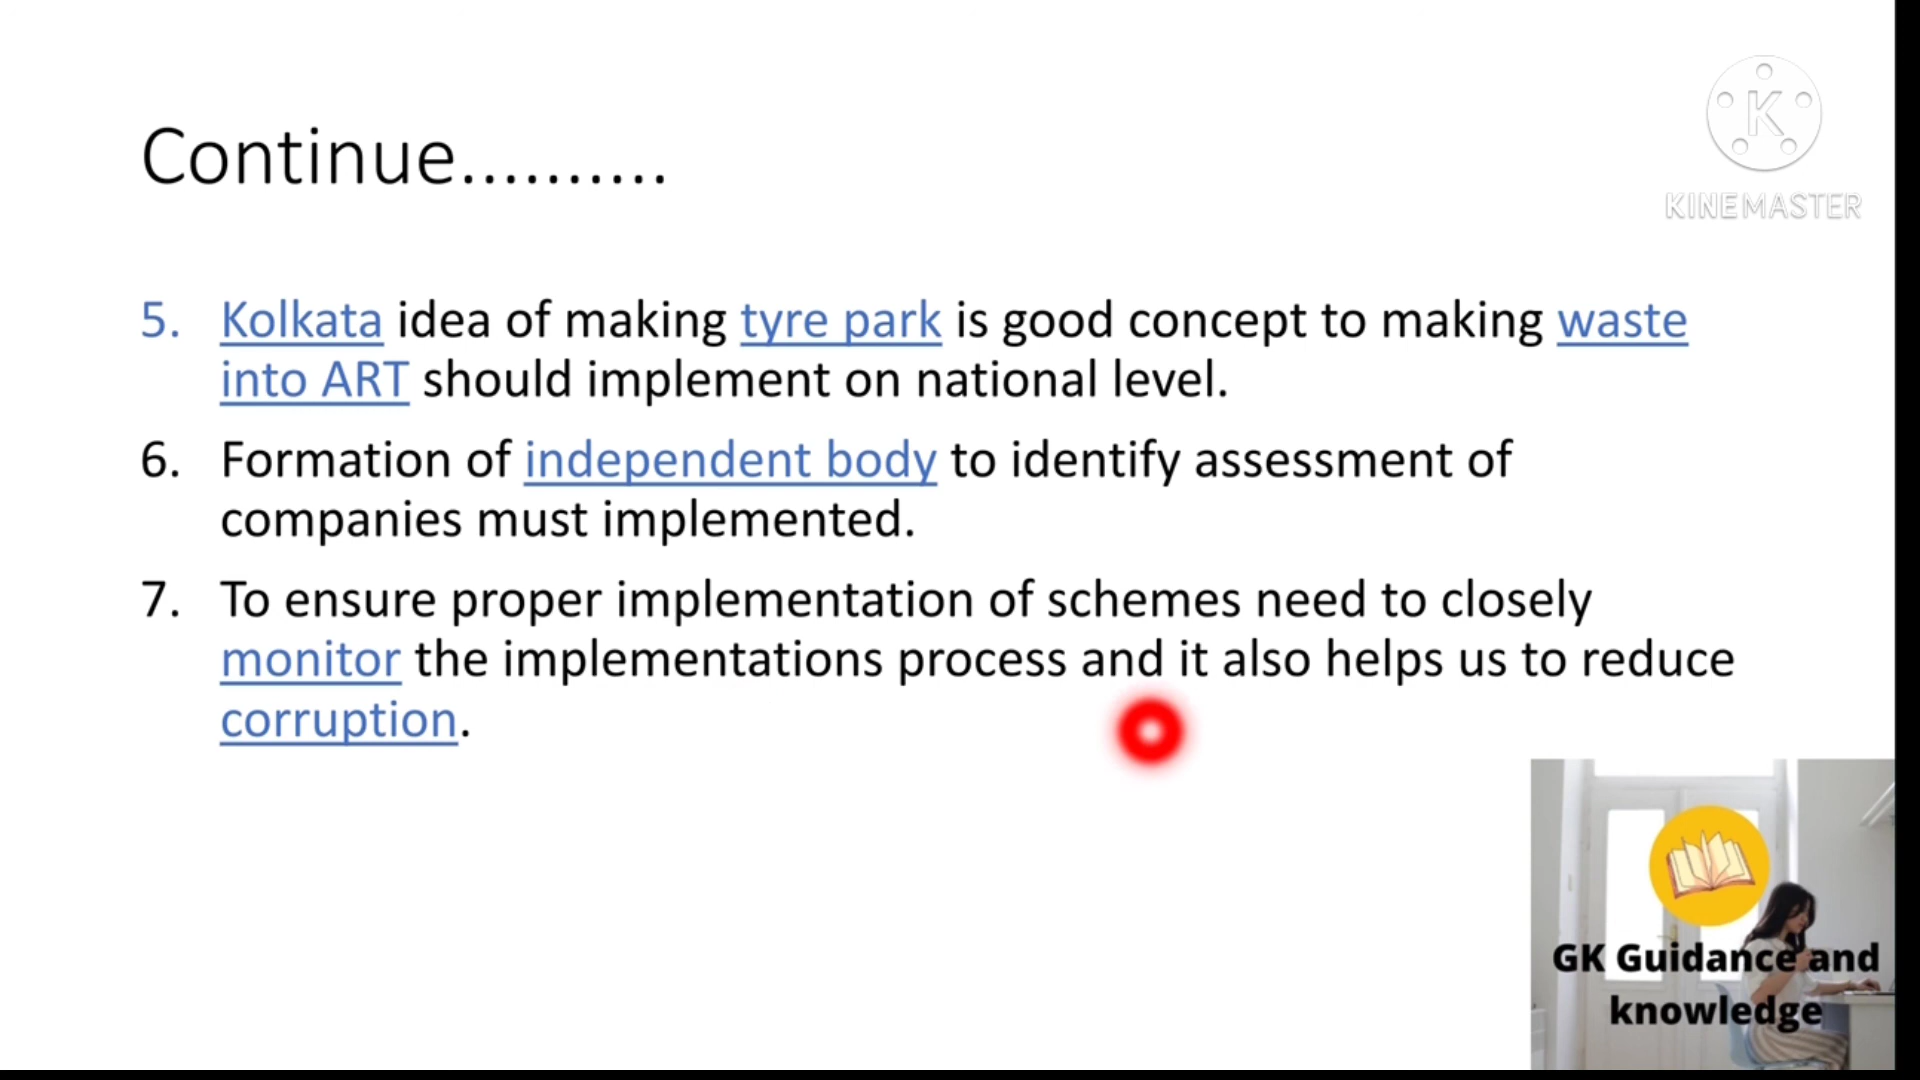 Continue..........
K
KINEMASTER
5. Kolkata idea of making tyre park is good concept to making waste
into ART should implement on national level.
6. Formation of independent body to identify assessment of
companies must implemented.
7. To ensure proper implementation of schemes need to closely
monitor the implementations process and it also helps us to reduce
corruption.
GK Guidance and
knowledge